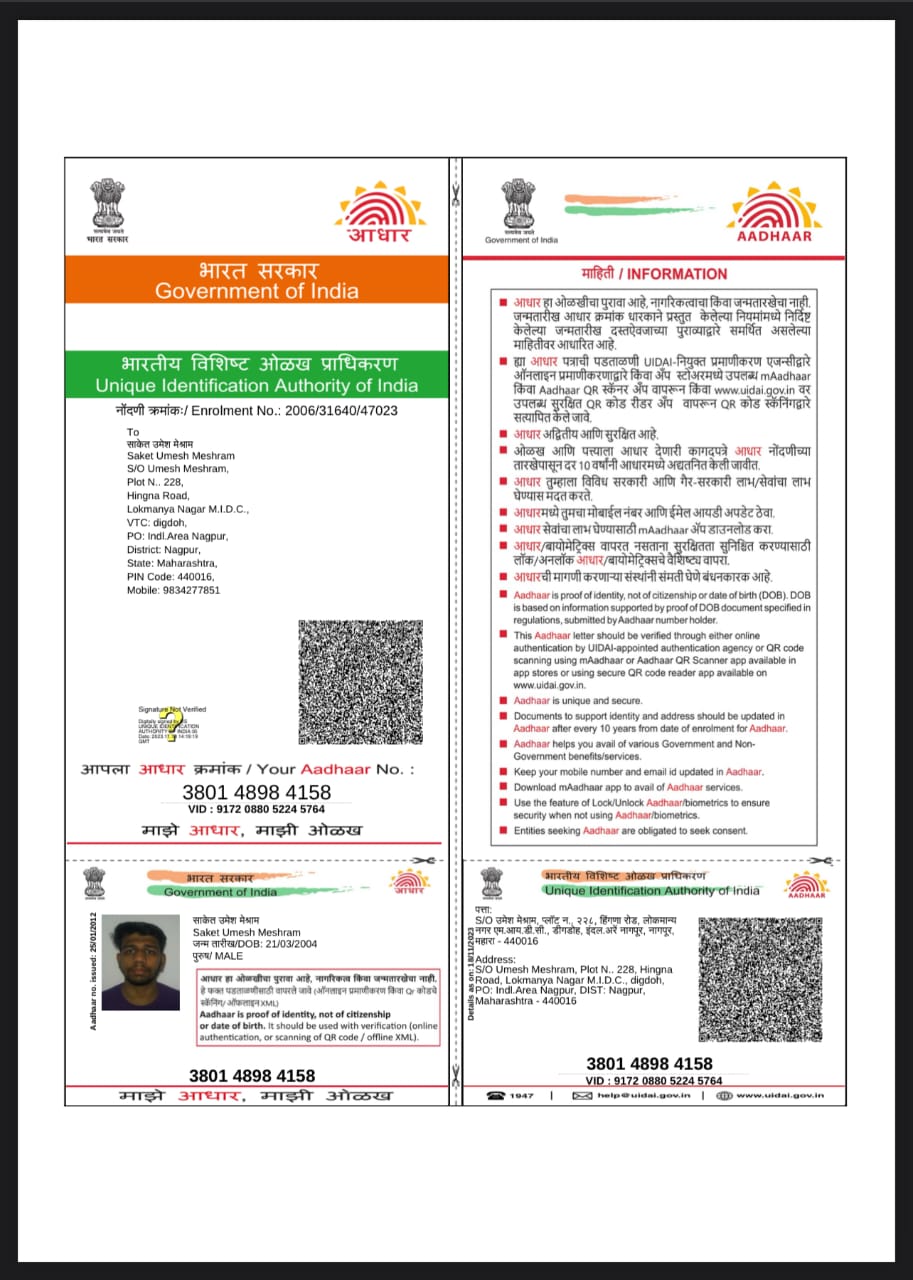 सत्यमेव जयते
भारत सरकार
आधार
भारत सरकार
Government of India
भारतीय विशिष्ट ओळख प्राधिकरण
Unique Identification Authority of India
नोंदणी क्रमांक:/ Enrolment No.: 2006/31640/47023
To
साकेत उमेश मेश्राम
Saket Umesh Meshram
S/O Umesh Meshram,
Plot N.. 228,
Hingna Road,
Lokmanya Nagar M.I.D.C.,
VTC: digdoh,
PO: Indl.Area Nagpur,
District: Nagpur,
State: Maharashtra,
PIN Code: 440016,
Mobile: 9834277851
Signature Not Verified
Digitally signed by DS
UNIQUE IDENTIFICATION
AUTHORITY OF INDIA 05
GMT
आपला आधार क्रमांक / Your Aadhaar No. :
3801 4898 4158
VID : 9172 0880 5224 5764
माझे आधार, माझी ओळख
सत्यमेव जयते
Government of India
AADHAAR
माहिती / INFORMATION
आधार हा ओळखीचा पुरावा आहे, नागरिकत्वाचा किंवा जन्मतारखेचा नाही.
जन्मतारीख आधार क्रमांक धारकाने प्रस्तुत केलेल्या नियमांमध्ये निर्दिष्ट
केलेल्या जन्मतारीख दस्तऐवजाच्या पुराव्याद्वारे समर्थित असलेल्या
माहितीवर आधारित आहे.
ह्या आधार पत्राची पडताळणी UIDAI-नियुक्त प्रमाणीकरण एजन्सीद्वारे
ऑनलाइन प्रमाणीकरणाद्वारे किंवा अ‍ॅप स्टोअरमध्ये उपलब्ध mAadhaar
किंवा Aadhaar QR स्कॅनर अ‍ॅप वापरून किंवा www.uidai.gov.in वर
उपलब्ध सुरक्षित QR कोड रीडर अ‍ॅप वापरून QR कोड स्कॅनिंगद्वारे
सत्यापित केले जावे.
आधार अद्वितीय आणि सुरक्षित आहे.
ओळख आणि पत्त्याला आधार देणारी कागदपत्रे आधार नोंदणीच्या
तारखेपासून दर 10 वर्षांनी आधारमध्ये अद्यतनित केली जावीत.
आधार तुम्हाला विविध सरकारी आणि गैर-सरकारी लाभ/सेवांचा लाभ
घेण्यास मदत करते.
आधारमध्ये तुमचा मोबाईल नंबर आणि ईमेल आयडी अपडेट ठेवा.
आधार सेवांचा लाभ घेण्यासाठी mAadhaar अ‍ॅप डाउनलोड करा.
आधार/बायोमेट्रिक्स वापरत नसताना सुरक्षितता सुनिश्चित करण्यासाठी
लॉक/अनलॉक आधार/बायोमेट्रिक्सचे वैशिष्ट्य वापरा.
आधारची मागणी करणाऱ्या संस्थांनी संमती घेणे बंधनकारक आहे.
Aadhaar is proof of identity, not of citizenship or date of birth (DOB). DOB
is based on information supported by proof of DOB document specified in
regulations, submitted by Aadhaar number holder.
This Aadhaar letter should be verified through either online
authentication by UIDAI-appointed authentication agency or QR code
scanning using mAadhaar or Aadhaar QR Scanner app available in
app stores or using secure QR code reader app available on
www.uidai.gov.in.
Aadhaar is unique and secure.
Documents to support identity and address should be updated in
Aadhaar after every 10 years from date of enrolment for Aadhaar.
Aadhaar helps you avail of various Government and Non-
Government benefits/services.
Keep your mobile number and email id updated in Aadhaar.
Download mAadhaar app to avail of Aadhaar services.
Use the feature of Lock/Unlock Aadhaar/biometrics to ensure
security when not using Aadhaar/biometrics.
Entities seeking Aadhaar are obligated to seek consent.
भारत सरकार
Government of India
आधार
Aadhaar no. issued: 25/01/2012
साकेत उमेश मेश्राम
Saket Umesh Meshram
जन्म तारीख/DOB: 21/03/2004
पुरुष/ MALE
आधार हा ओळखीचा पुरावा आहे, नागरिकत्व किंवा जन्मतारखेचा नाही.
हे फक्त पडताळणीसाठी वापरले जावे (ऑनलाइन प्रमाणीकरण किंवा Qr कोडचे
स्कॅनिंग/ ऑफलाइन XML)
Aadhaar is proof of identity, not of citizenship
or date of birth. It should be used with verification (online
authentication, or scanning of QR code / offline XML).
3801 4898 4158
माझे आधार, माझी ओळख
भारतीय विशिष्ट ओळख प्राधिकरण
Unique Identification Authority of India
AADHAAR
Details as on: 18/11/2023
पत्ता:
S/O उमेश मेश्राम, प्लॉट न., २२८, हिंगणा रोड, लोकमान्य
नगर एम.आय.डी.सी., डीगडोह, इंदल.अरें नागपूर, नागपूर,
महारा - 440016
Address:
S/O Umesh Meshram, Plot N.. 228, Hingna
Road, Lokmanya Nagar M.I.D.C., digdoh,
PO: Indl.Area Nagpur, DIST: Nagpur,
Maharashtra - 440016
3801 4898 4158
VID : 9172 0880 5224 5764
1947 | help@uidai.gov.in | www.uidai.gov.in